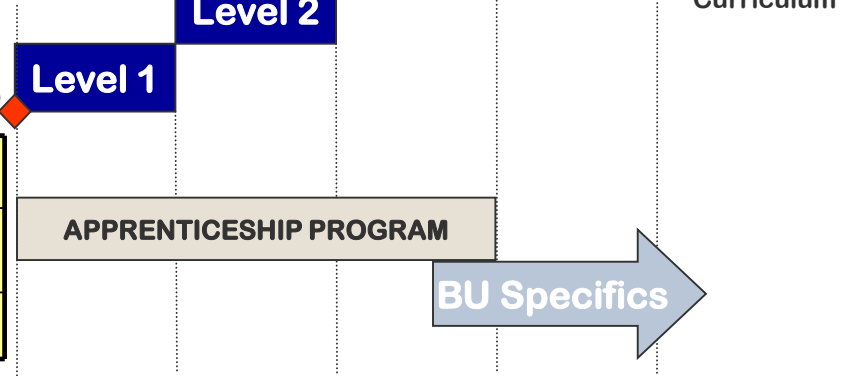 Curriculum
Level 2
Level 1
APPRENTICESHIP PROGRAM
BU Specifics